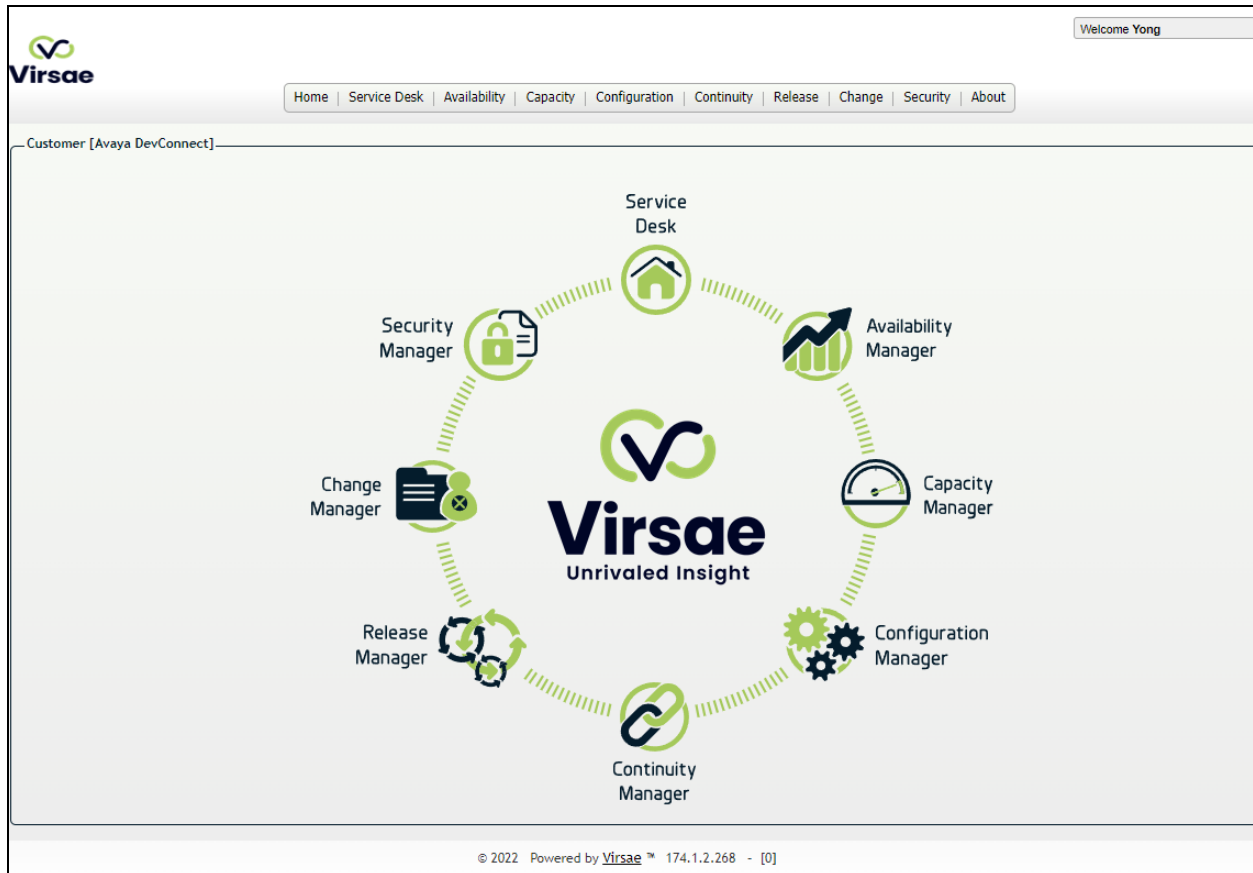 Welcome Yong
Virsae
Home | Service Desk | Availability | Capacity | Configuration | Continuity | Release | Change | Security | About
Customer [Avaya DevConnect]
Service
Desk
Security
Manager
Availability
Manager
Change
Manager
Capacity
Manager
Virsae
Unrivaled Insight
Release
Manager
Configuration
Manager
Continuity
Manager
© 2022 Powered by Virsae ™ 174.1.2.268 - [0]